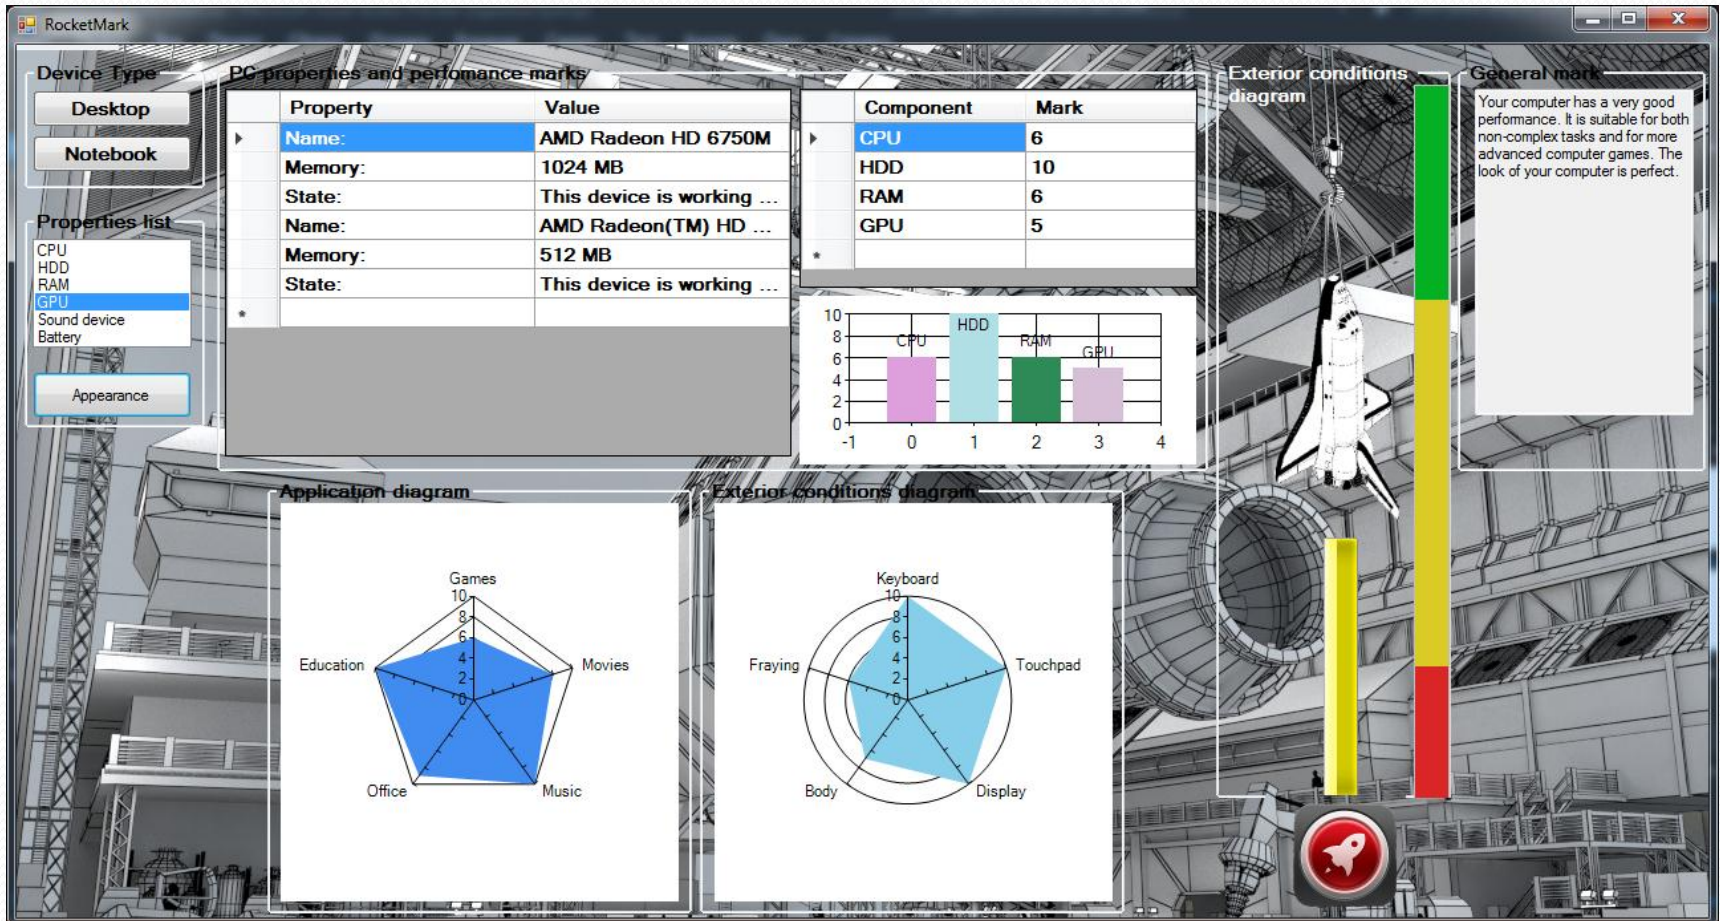 RocketMark
Device Type
Desktop
Notebook
Properties list
CPU
HDD
RAM
GPU
Sound device
Battery
Appearance
PC properties and perfomance marks
Property Value
Name: AMD Radeon HD 6750M
Memory: 1024 MB
State: This device is working ...
Name: AMD Radeon(TM) HD ...
Memory: 512 MB
State: This device is working ...
*
Component Mark
CPU 6
HDD 10
RAM 6
GPU 5
*
10
8
6
4
2
0
CPU HDD RAM GPU
-1 0 1 2 3 4
Application diagram
Games
10
8
6
4
2
0
Education
Movies
Office
Music
Exterior conditions diagram
Keyboard
10
8
6
4
2
0
Fraying
Touchpad
Body
Display
Exterior conditions
diagram
General mark
Your computer has a very good
perfomance. It is suitable for both
non-complex tasks and for more
advanced computer games. The
look of your computer is perfect.